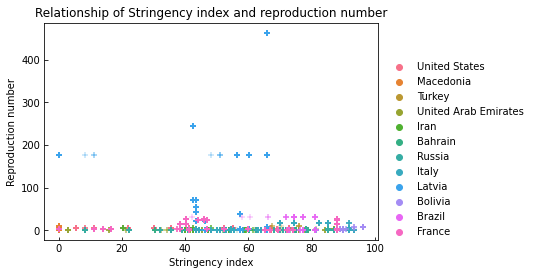 Relationship of Stringency index and reproduction number
Reproduction number
400
300
200
100
0
0
20
40
60
80
100
Stringency index
United States
Macedonia
Turkey
United Arab Emirates
Iran
Bahrain
Russia
Italy
Latvia
Bolivia
Brazil
France